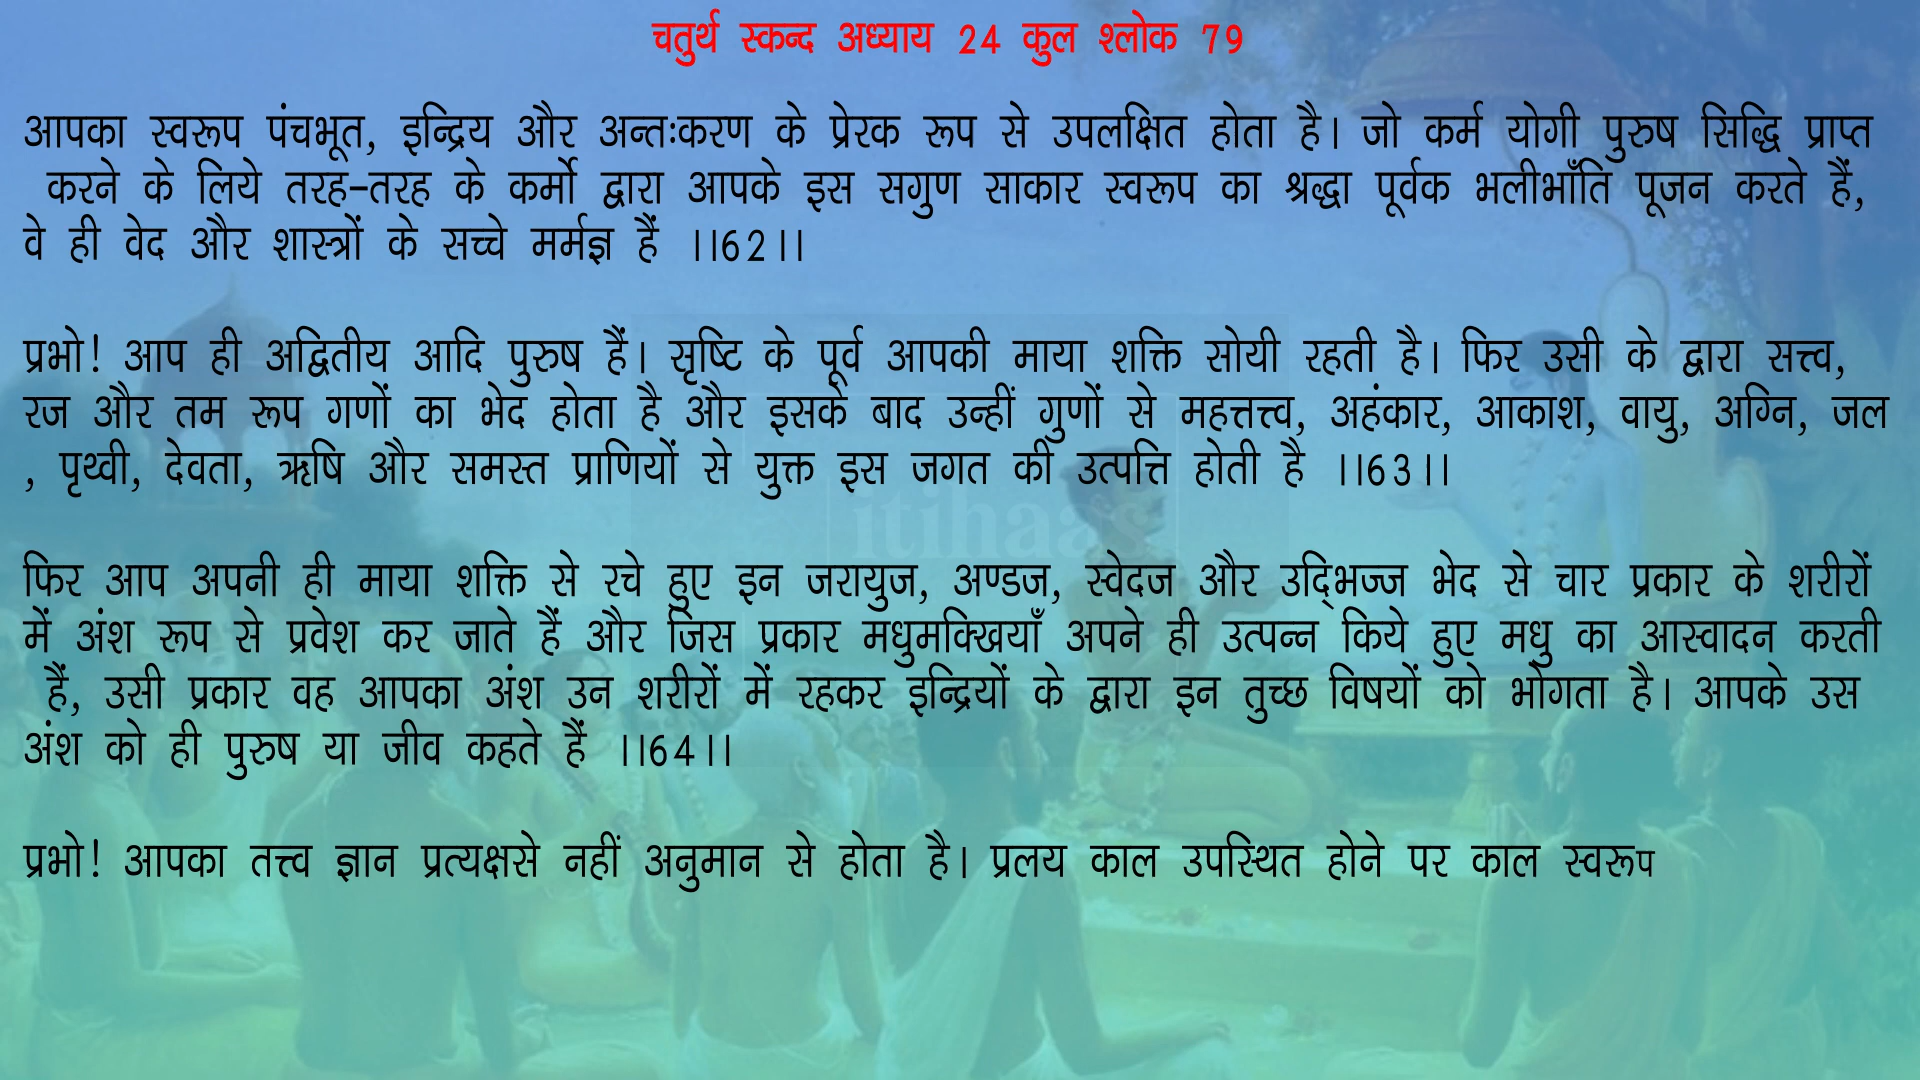 चतुर्थ स्कन्द अध्याय 24 कुल श्लोक 79
आपका स्वरूप पंचभूत, इन्द्रिय और अन्तःकरण के प्रेरक रूप से उपलक्षित होता है। जो कर्म योगी पुरुष सिद्धि प्राप्त
करने के लिये तरह-तरह के कर्मो द्वारा आपके इस सगुण साकार स्वरूप का श्रद्धा पूर्वक भलीभाँति पूजन करते हैं,
वे ही वेद और शास्त्रों के सच्चे मर्मज्ञ हैं ।।62।।
प्रभो! आप ही अद्वितीय आदि पुरुष हैं। सृष्टि के पूर्व आपकी माया शक्ति सोयी रहती है। फिर उसी के द्वारा सत्त्व,
रज और तम रूप गणों का भेद होता है और इसके बाद उन्हीं गुणों से महत्तत्त्व, अहंकार, आकाश, वायु, अग्नि, जल
, पृथ्वी, देवता, ऋषि और समस्त प्राणियों से युक्त इस जगत की उत्पत्ति होती है ।।63।।
itihaas
फिर आप अपनी ही माया शक्ति से रचे हुए इन जरायुज, अण्डज, स्वेदज और उद्भिज्ज भेद से चार प्रकार के शरीरों
में अंश रूप से प्रवेश कर जाते हैं और जिस प्रकार मधुमक्खियाँ अपने ही उत्पन्न किये हुए मधु का आस्वादन करती
हैं, उसी प्रकार वह आपका अंश उन शरीरों में रहकर इन्द्रियों के द्वारा इन तुच्छ विषयों को भोगता है। आपके उस
अंश को ही पुरुष या जीव कहते हैं ।।64।।
प्रभो! आपका तत्त्व ज्ञान प्रत्यक्षसे नहीं अनुमान से होता है। प्रलय काल उपस्थित होने पर काल स्वरूप